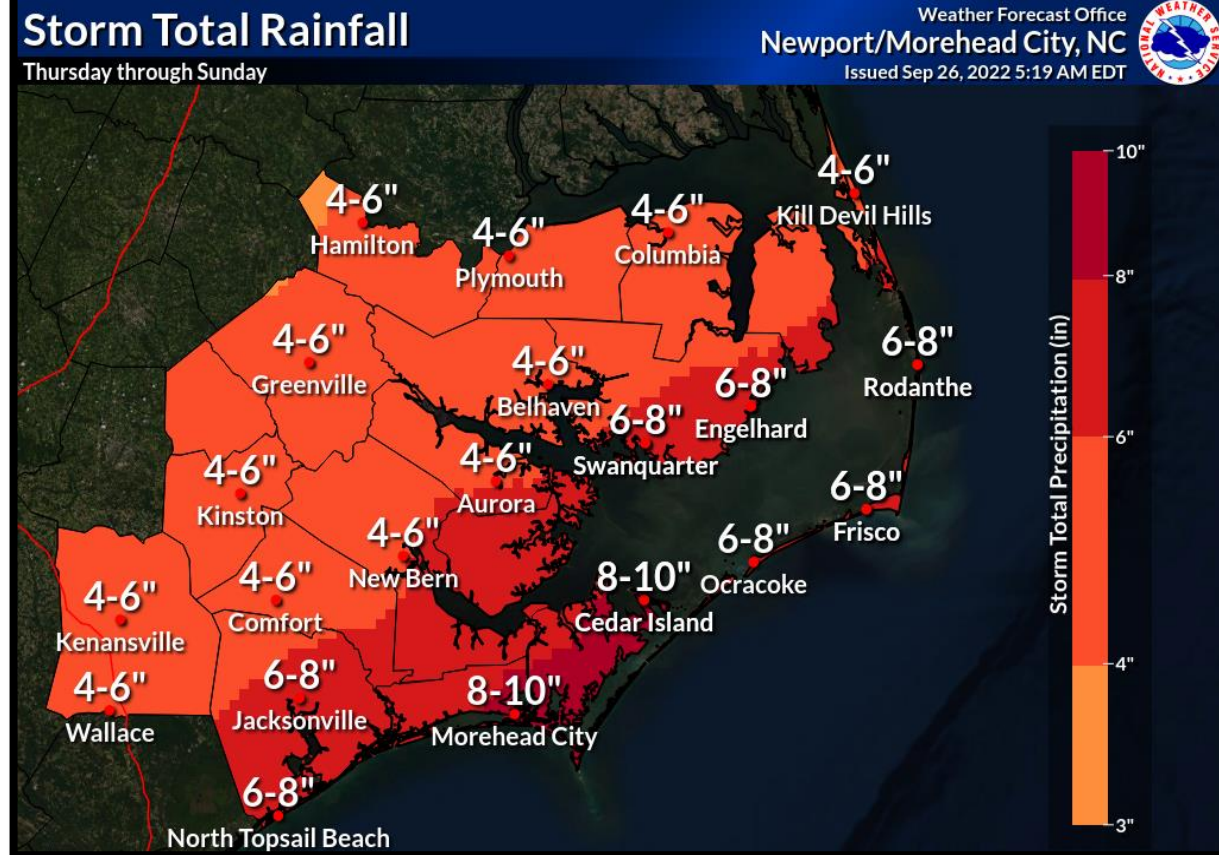 Storm Total Rainfall
Thursday through Sunday
Weather Forecast Office
Newport/Morehead City, NC
Issued Sep 26, 2022 5:19 AM EDT
NATIONAL WEATHER SERVICE
4-6"
Hamilton
4-6"
Plymouth
4-6"
Columbia
4-6"
Kill Devil Hills
4-6"
Greenville
4-6"
Belhaven
6-8"
Swanquarter
6-8"
Engelhard
6-8"
Rodanthe
4-6"
Kinston
4-6"
Aurora
6-8"
Frisco
4-6"
New Bern
6-8"
Ocracoke
4-6"
Kenansville
4-6"
Comfort
8-10"
Cedar Island
4-6"
Wallace
6-8"
Jacksonville
8-10"
Morehead City
6-8"
North Topsail Beach
Storm Total Precipitation (in)
10"
8"
6"
4"
3"